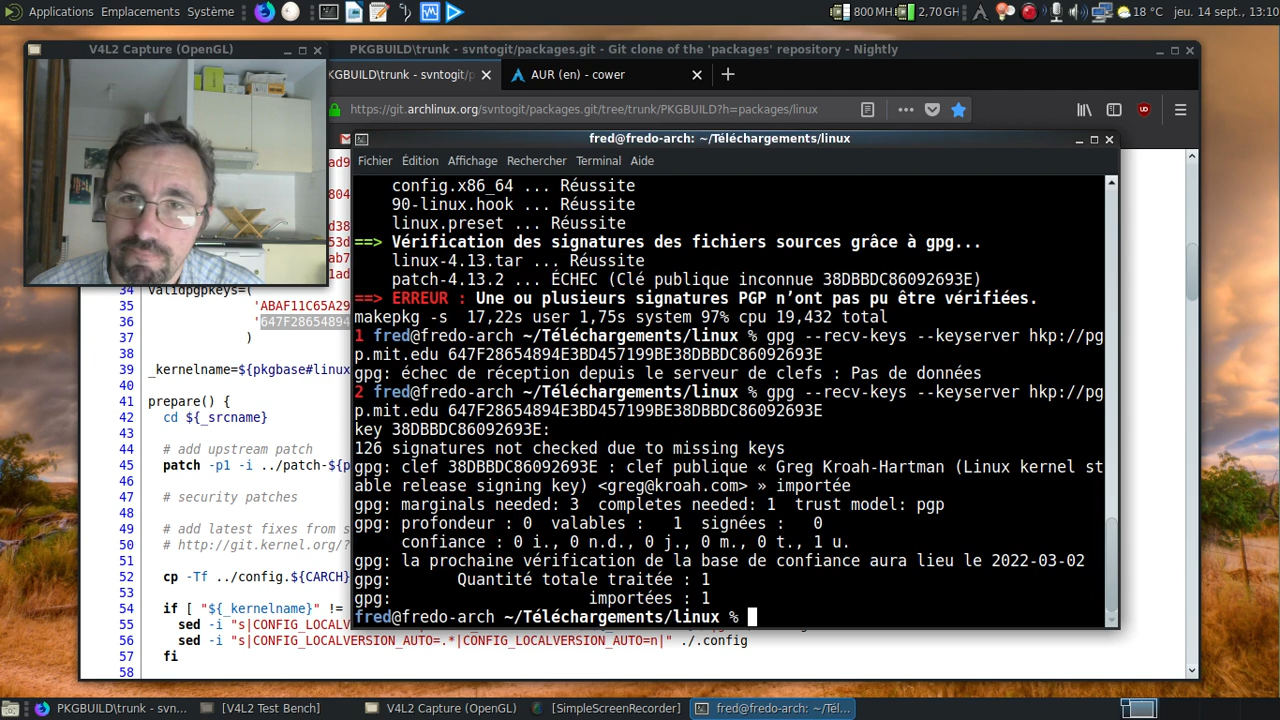 Applications Emplacements Système
800 MH 2,70 GH 18 °C jeu. 14 sept., 13:10
V4L2 Capture (OpenGL)
PKGBUILD\trunk - svntogit/packages.git - Git clone of the 'packages' repository - Nightly
KGBUILD\trunk - svntogit/p
AUR (en) - cower
https://git.archlinux.org/svntogit/packages.git/tree/trunk/PKGBUILD?h=packages/linux
fred@fredo-arch: ~/Téléchargements/linux
Fichier Édition Affichage Rechercher Terminal Aide
config.x86_64 ... Réussite
90-linux.hook ... Réussite
linux.preset ... Réussite
==> Vérification des signatures des fichiers sources grâce à gpg...
linux-4.13.tar ... Réussite
patch-4.13.2 ... ÉCHEC (Clé publique inconnue 38DBBDC86092693E)
==> ERREUR : Une ou plusieurs signatures PGP n’ont pas pu être vérifiées.
makepkg -s 17,22s user 1,75s system 97% cpu 19,432 total
1 fred@fredo-arch ~/Téléchargements/linux % gpg --recv-keys --keyserver hkp://pg
p.mit.edu 647F28654894E3BD457199BE38DBBDC86092693E
gpg: échec de réception depuis le serveur de clefs : Pas de données
2 fred@fredo-arch ~/Téléchargements/linux % gpg --recv-keys --keyserver hkp://pg
p.mit.edu 647F28654894E3BD457199BE38DBBDC86092693E
key 38DBBDC86092693E:
126 signatures not checked due to missing keys
gpg: clef 38DBBDC86092693E : clef publique « Greg Kroah-Hartman (Linux kernel st
able release signing key) <greg@kroah.com> » importée
gpg: marginals needed: 3 completes needed: 1 trust model: pgp
gpg: profondeur : 0 valables : 1 signées : 0
confiance : 0 i., 0 n.d., 0 j., 0 m., 0 t., 1 u.
gpg: la prochaine vérification de la base de confiance aura lieu le 2022-03-02
gpg: Quantité totale traitée : 1
gpg: importées : 1
fred@fredo-arch ~/Téléchargements/linux %
ad9
804
d38
53d
ab7
1ad
34 validpgpkeys=(
35 'ABAF11C65A29
36 '647F28654894
37 )
38
39 _kernelname=${pkgbase#linux
40
41 prepare() {
42 cd ${_srcname}
43
44 # add upstream patch
45 patch -p1 -i ../patch-${p
46
47 # security patches
48
49 # add latest fixes from s
50 # http://git.kernel.org/?
51
52 cp -Tf ../config.${CARCH}
53
54 if [ "${_kernelname}" !=
55 sed -i "s|CONFIG_LOCALVERSION
56 sed -i "s|CONFIG_LOCALVERSION_AUTO=.*|CONFIG_LOCALVERSION_AUTO=n|" ./.config
57 fi
58
PKGBUILD\trunk - svn...
[V4L2 Test Bench]
V4L2 Capture (OpenGL)
[SimpleScreenRecorder]
fred@fredo-arch: ~/Tél...